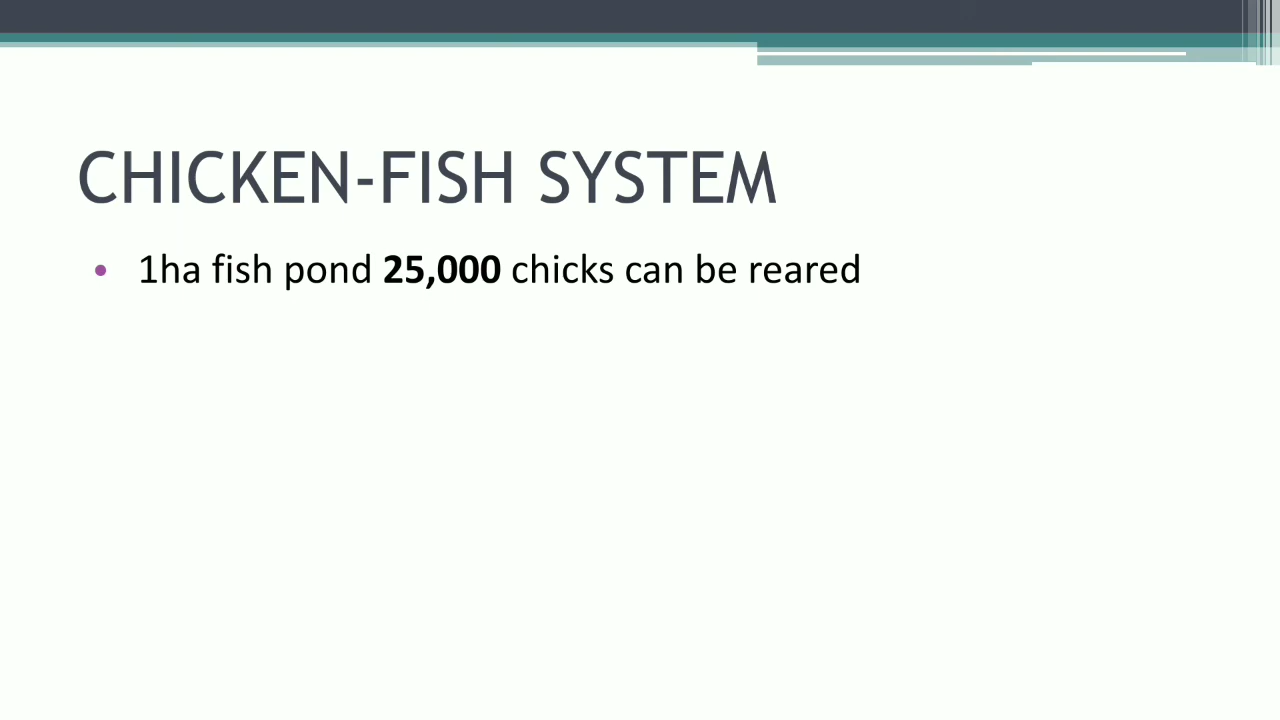 CHICKEN-FISH SYSTEM
• 1ha fish pond 25,000 chicks can be reared